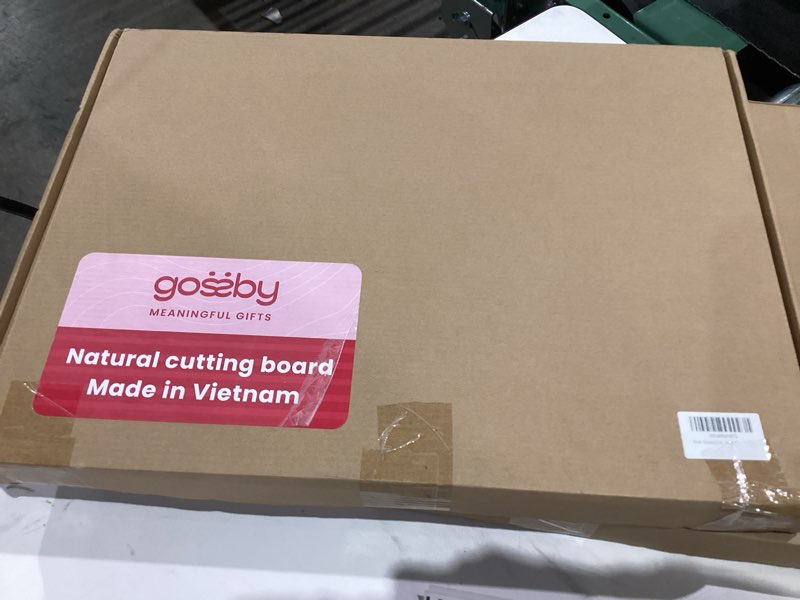 gossby
MEANINGFUL GIFTS
Natural cutting board
Made in Vietnam